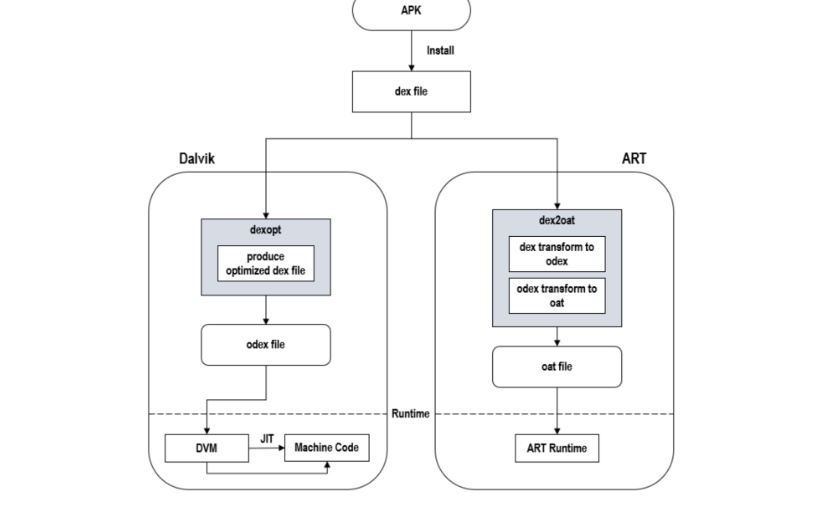 APK
Install
dex file
Dalvik
ART
dexopt
produce
optimized dex file
odex file
dex2oat
dex transform to
odex
odex transform to
oat
oat file
Runtime
DVM
JIT
Machine Code
ART Runtime